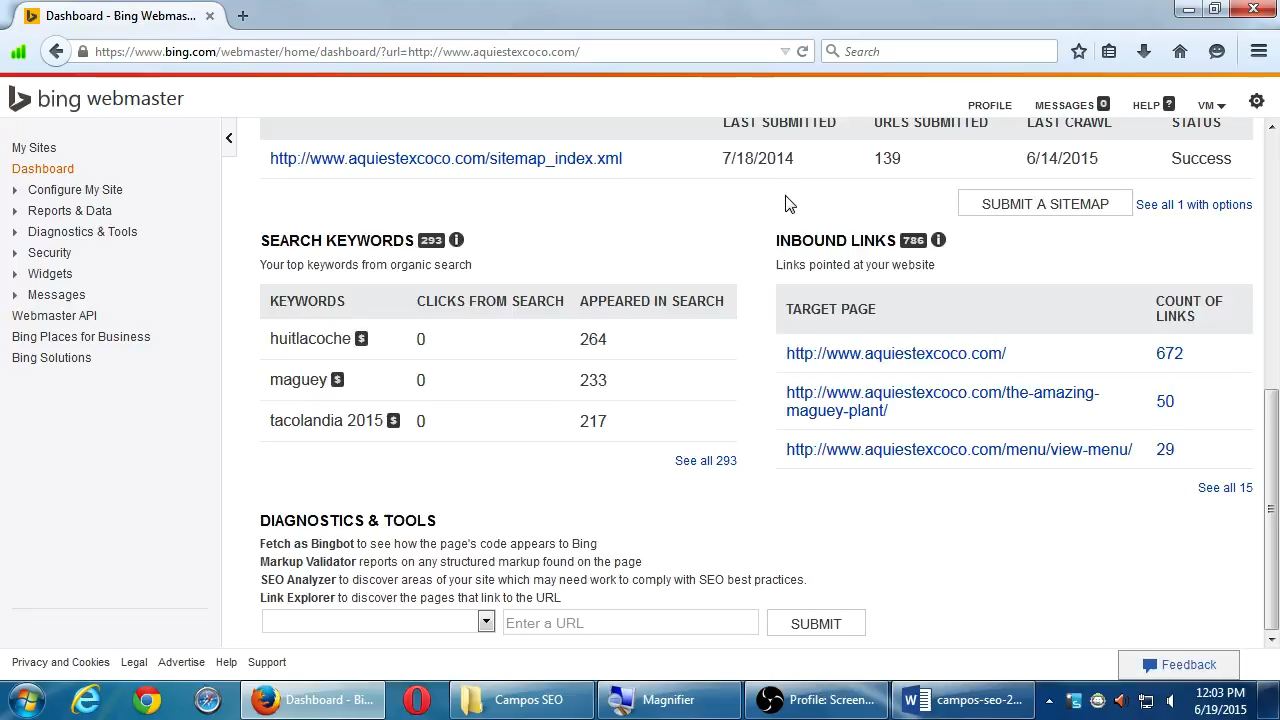 Dashboard - Bing Webmas...
https://www.bing.com/webmaster/home/dashboard/?url=http://www.aquiestexcoco.com/
Search
bing webmaster
PROFILE
MESSAGES 0
HELP ?
VM
My Sites
Dashboard
Configure My Site
Reports & Data
Diagnostics & Tools
Security
Widgets
Messages
Webmaster API
Bing Places for Business
Bing Solutions
LAST SUBMITTED URLS SUBMITTED LAST CRAWL STATUS
http://www.aquiestexcoco.com/sitemap_index.xml 7/18/2014 139 6/14/2015 Success
SUBMIT A SITEMAP See all 1 with options
SEARCH KEYWORDS 293 i
Your top keywords from organic search
KEYWORDS CLICKS FROM SEARCH APPEARED IN SEARCH
huitlacoche $ 0 264
maguey $ 0 233
tacolandia 2015 $ 0 217
See all 293
INBOUND LINKS 786 i
Links pointed at your website
TARGET PAGE COUNT OF
LINKS
http://www.aquiestexcoco.com/ 672
http://www.aquiestexcoco.com/the-amazing-
maguey-plant/ 50
http://www.aquiestexcoco.com/menu/view-menu/ 29
See all 15
DIAGNOSTICS & TOOLS
Fetch as Bingbot to see how the page's code appears to Bing
Markup Validator reports on any structured markup found on the page
SEO Analyzer to discover areas of your site which may need work to comply with SEO best practices.
Link Explorer to discover the pages that link to the URL
Enter a URL SUBMIT
Privacy and Cookies Legal Advertise Help Support
Feedback
Dashboard - Bi...
Campos SEO
Magnifier
Profile: Screen...
campos-seo-2...
12:03 PM
6/19/2015